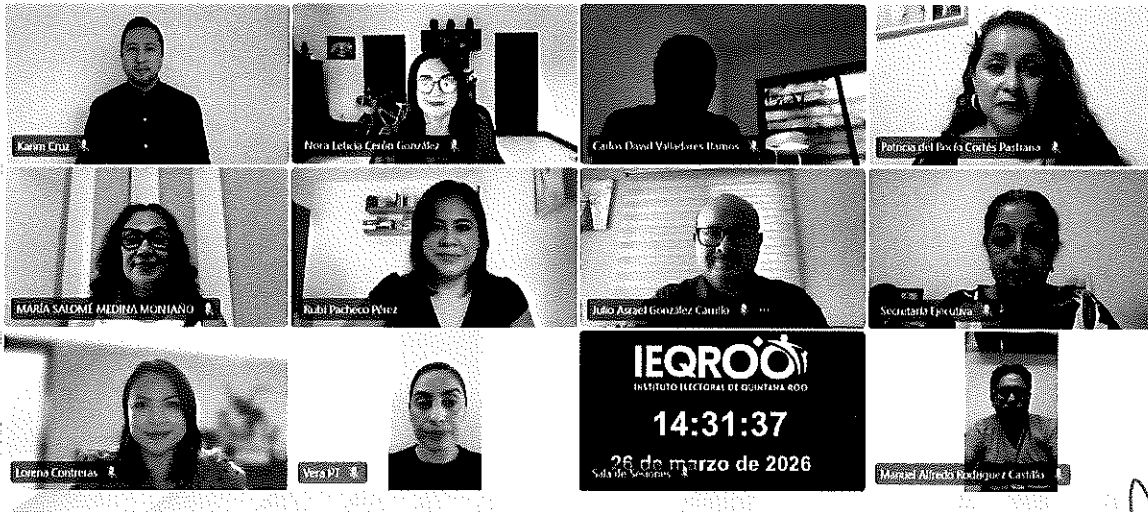 Karim Cruz
Nora Leticia Cerón González
Carlos David Valladares Ramos
Patricia del Rocío Cortés Pastrana
MARÍA SALOMÉ MEDINA MONTAÑO
Rubí Pacheco Pérez
Julio Asrael González Carrillo
Secretaría Ejecutiva
Lorena Contreras
Vera PT
IEQROO
INSTITUTO ELECTORAL DE QUINTANA ROO
14:31:37
26 de marzo de 2026
Sala de Sesiones
Manuel Alfredo Rodríguez Castillo